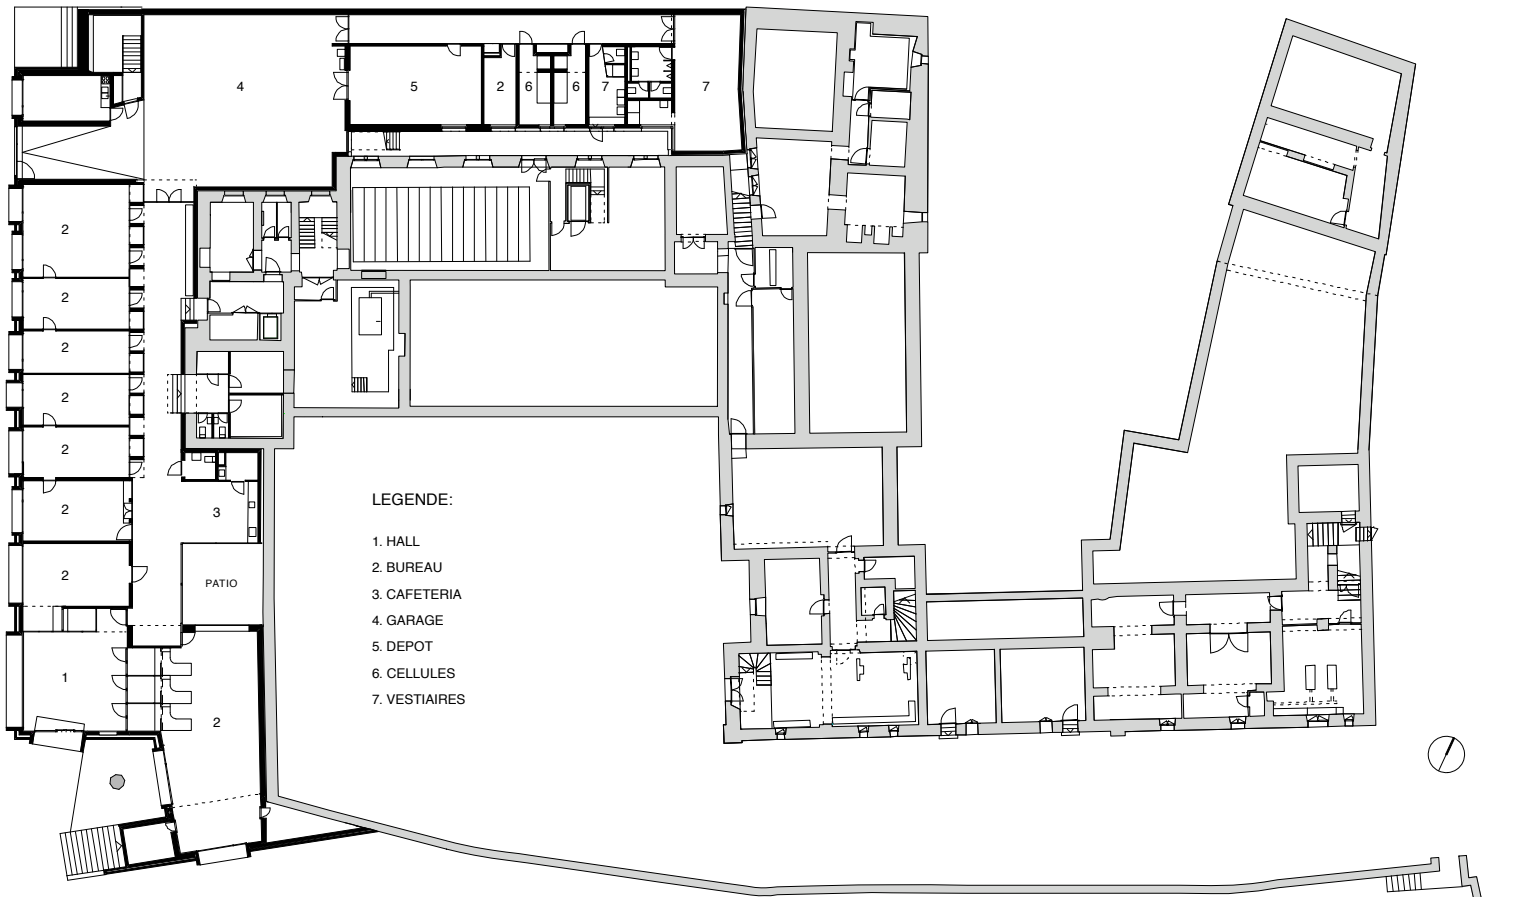 4
5
2
6
6
7
7
2
2
2
2
2
2
3
2
PATIO
1
2
LEGENDE:
1. HALL
2. BUREAU
3. CAFETERIA
4. GARAGE
5. DEPOT
6. CELLULES
7. VESTIAIRES